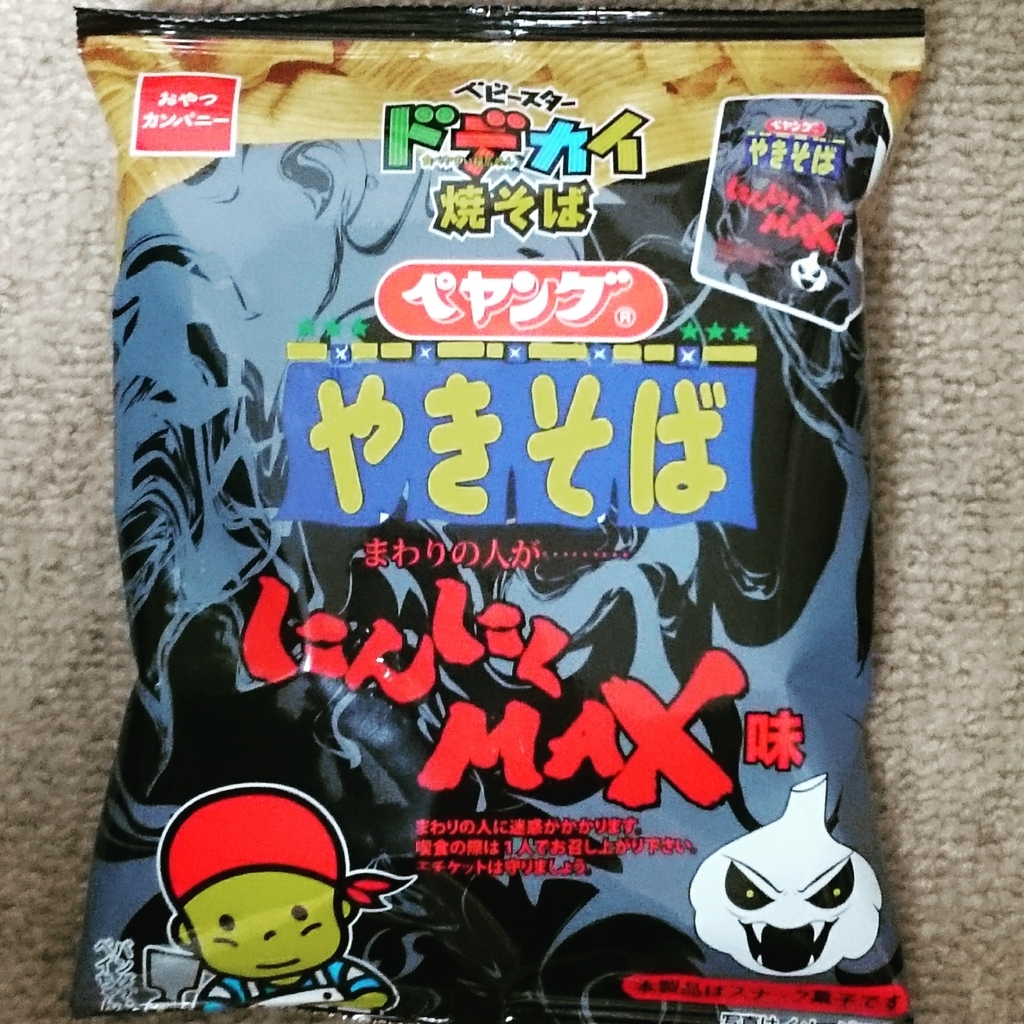 おやつ
カンパニー
ベビースター
ドデカイ
焼そば
ペヤング®
やきそば
まわりの人が………
にんにく
MAX味
まわりの人に迷惑がかかります。
喫食の際は1人でお召し上がり下さい。
エチケットは守りましょう。
本製品はスナック菓子です
ペヤング
やきそば
にんにく
MAX